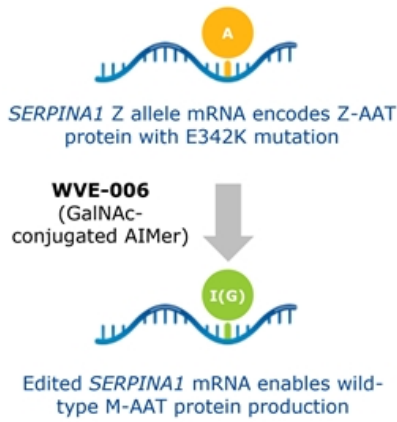 A
SERPINA1 Z allele mRNA encodes Z-AAT
protein with E342K mutation
WVE-006
(GalNAc-
conjugated AIMer)
I(G)
Edited SERPINA1 mRNA enables wild-
type M-AAT protein production